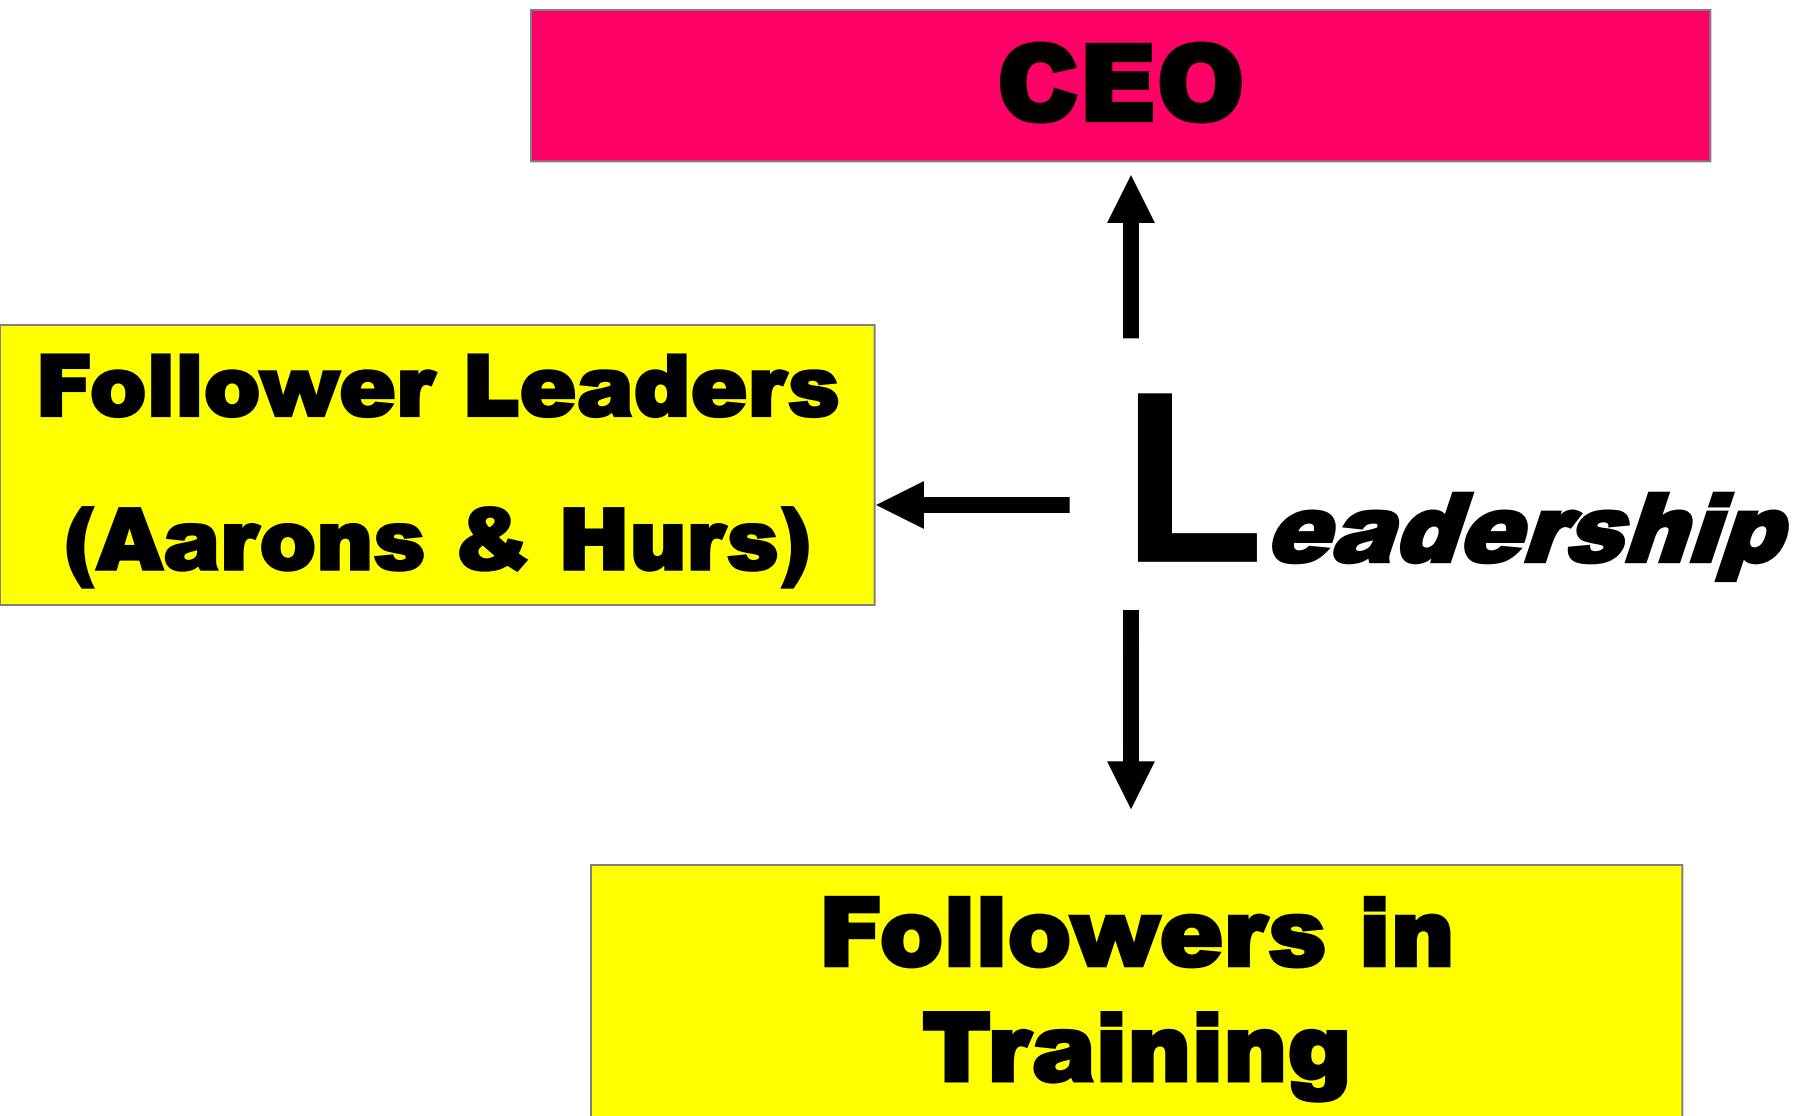 CEO
Follower Leaders
(Aarons & Hurs)
Leadership
Followers in
Training